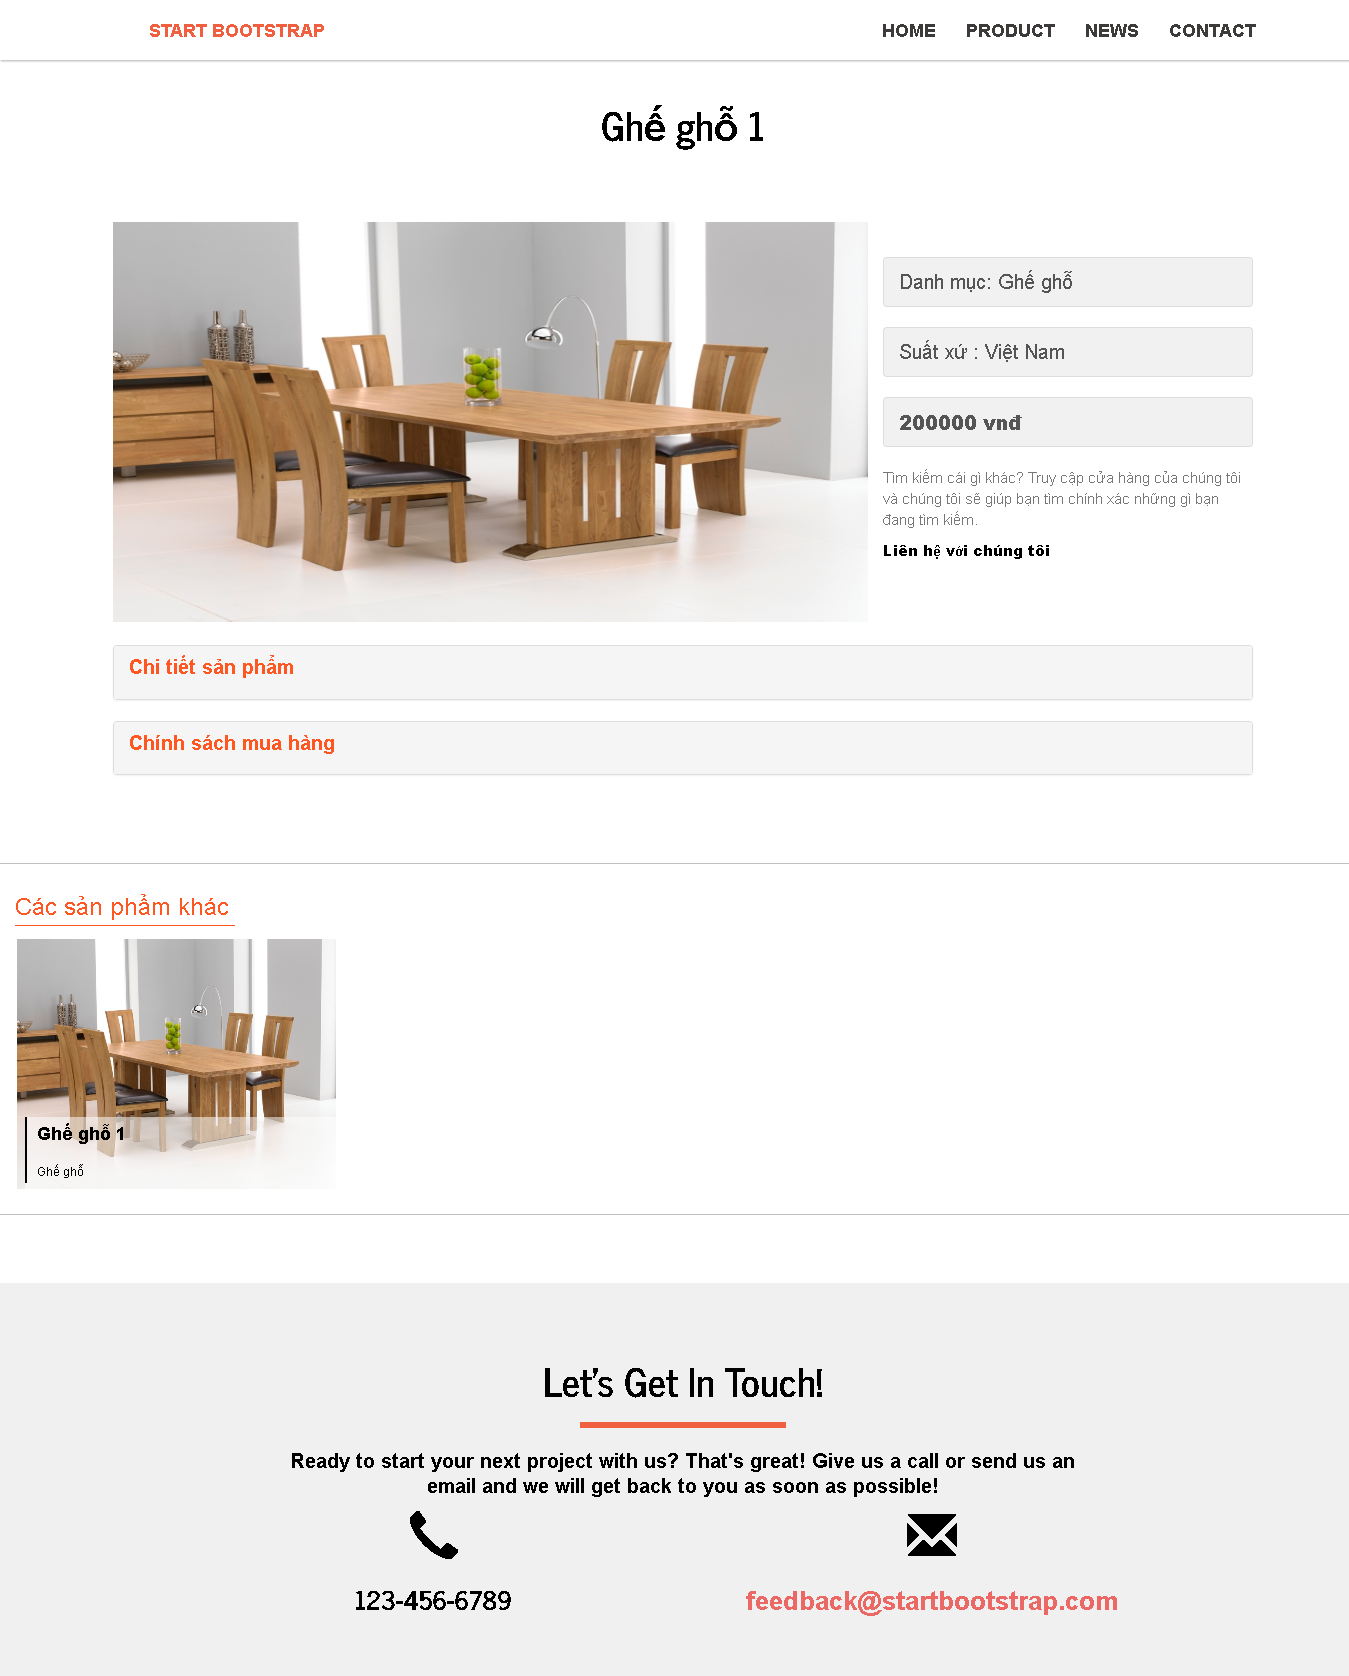 START BOOTSTRAP
HOME PRODUCT NEWS CONTACT
Ghế ghỗ 1
Danh mục: Ghế ghỗ
Suất xứ : Việt Nam
200000 vnđ
Tìm kiếm cái gì khác? Truy cập cửa hàng của chúng tôi
và chúng tôi sẽ giúp bạn tìm chính xác những gì bạn
đang tìm kiếm.
Liên hệ với chúng tôi
Chi tiết sản phẩm
Chính sách mua hàng
Các sản phẩm khác
Ghế ghỗ 1
Ghế ghỗ
Let's Get In Touch!
Ready to start your next project with us? That's great! Give us a call or send us an
email and we will get back to you as soon as possible!
123-456-6789
feedback@startbootstrap.com